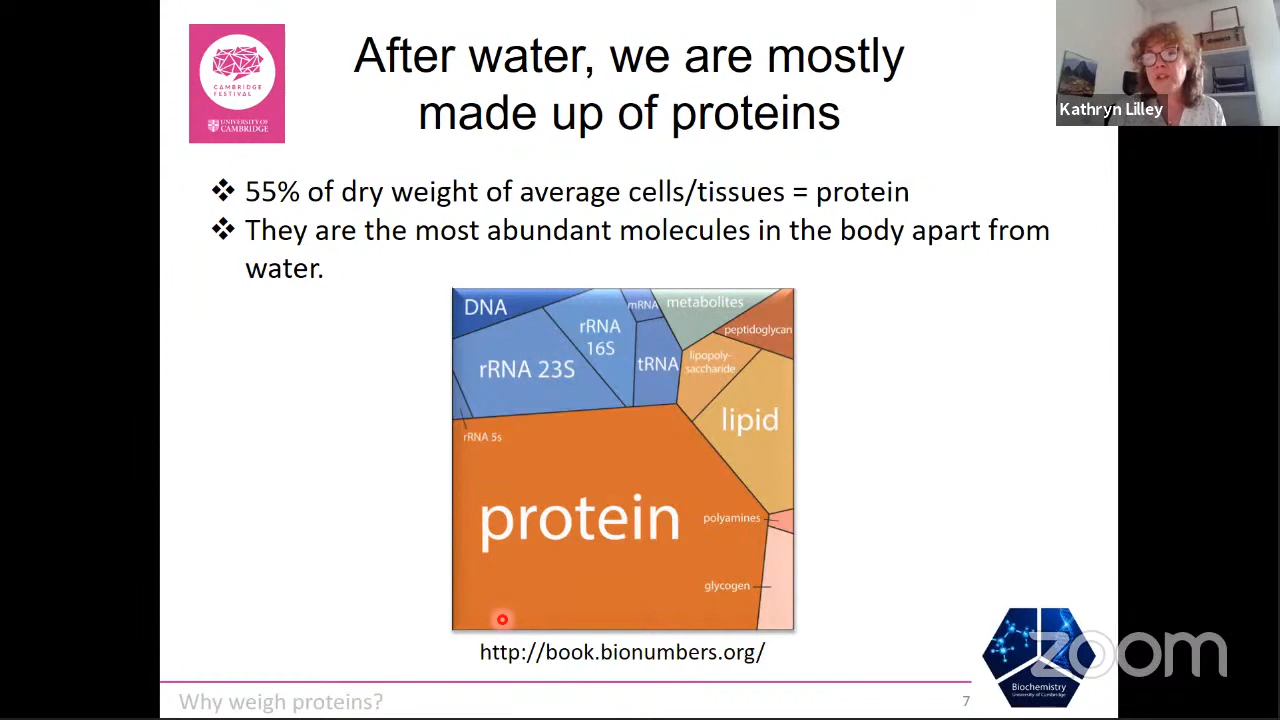 After water, we are mostly
made up of proteins
CAMBRIDGE
FESTIVAL
UNIVERSITY OF
CAMBRIDGE
Kathryn Lilley
❖ 55% of dry weight of average cells/tissues = protein
❖ They are the most abundant molecules in the body apart from
water.
DNA
mRNA
metabolites
rRNA
16S
peptidoglycan
rRNA 23S
tRNA
lipopoly-
saccharide
lipid
rRNA 5s
protein
polyamines
glycogen
http://book.bionumbers.org/
zoom
Biochemistry
University of Cambridge
Why weigh proteins?
7